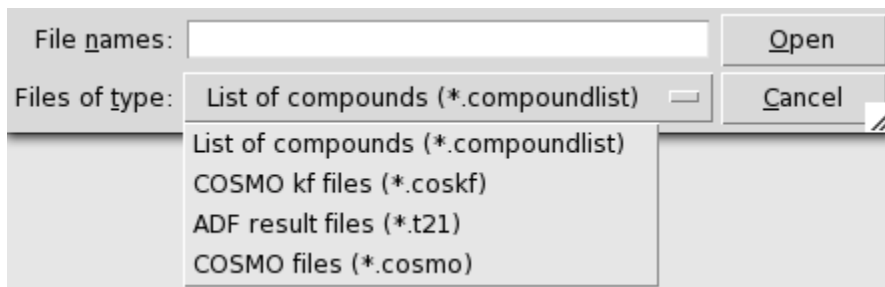 File names: Open
Files of type: List of compounds (*.compoundlist) Cancel
List of compounds (*.compoundlist)
COSMO kf files (*.coskf)
ADF result files (*.t21)
COSMO files (*.cosmo)